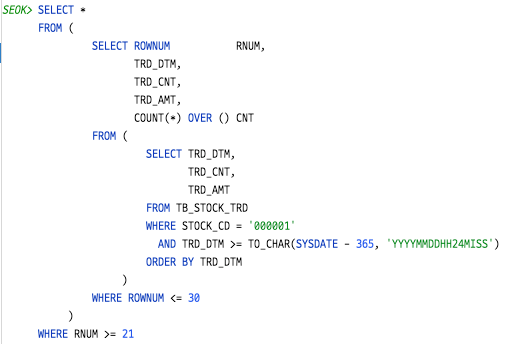 SEOK> SELECT *
FROM (
SELECT ROWNUM RNUM,
TRD_DTM,
TRD_CNT,
TRD_AMT,
COUNT(*) OVER () CNT
FROM (
SELECT TRD_DTM,
TRD_CNT,
TRD_AMT
FROM TB_STOCK_TRD
WHERE STOCK_CD = '000001'
AND TRD_DTM >= TO_CHAR(SYSDATE - 365, 'YYYYMMDDHH24MISS')
ORDER BY TRD_DTM
)
WHERE ROWNUM <= 30
)
WHERE RNUM >= 21